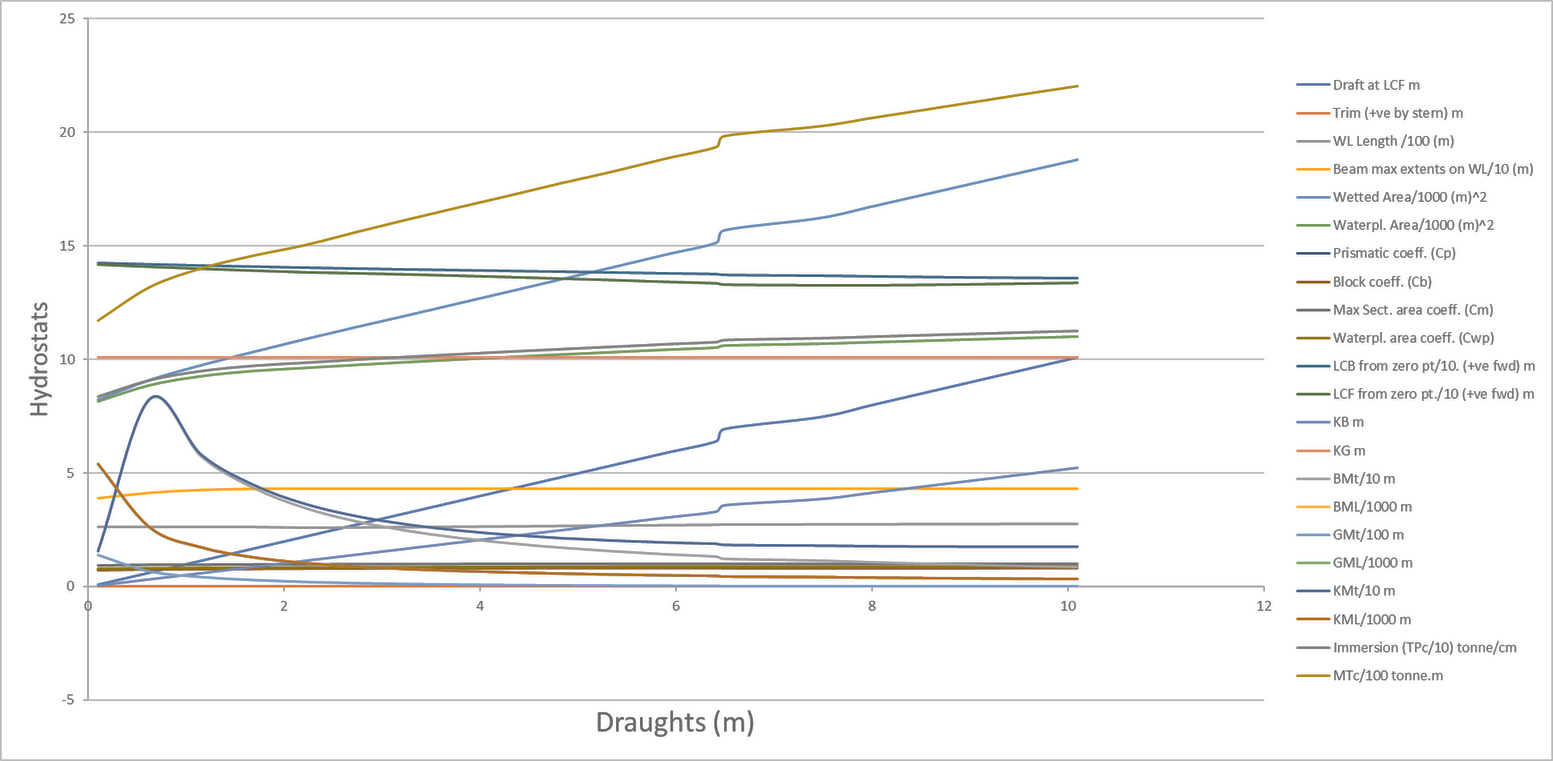 25
20
15
10
5
0
-5
0 2 4 6 8 10 12
Hydrostats
Draughts (m)
Draft at LCF m
Trim (+ve by stern) m
WL Length /100 (m)
Beam max extents on WL/10 (m)
Wetted Area/1000 (m)^2
Waterpl. Area/1000 (m)^2
Prismatic coeff. (Cp)
Block coeff. (Cb)
Max Sect. area coeff. (Cm)
Waterpl. area coeff. (Cwp)
LCB from zero pt/10. (+ve fwd) m
LCF from zero pt./10 (+ve fwd) m
KB m
KG m
BMt/10 m
BML/1000 m
GMt/100 m
GML/1000 m
KMt/10 m
KML/1000 m
Immersion (TPc/10) tonne/cm
MTc/100 tonne.m